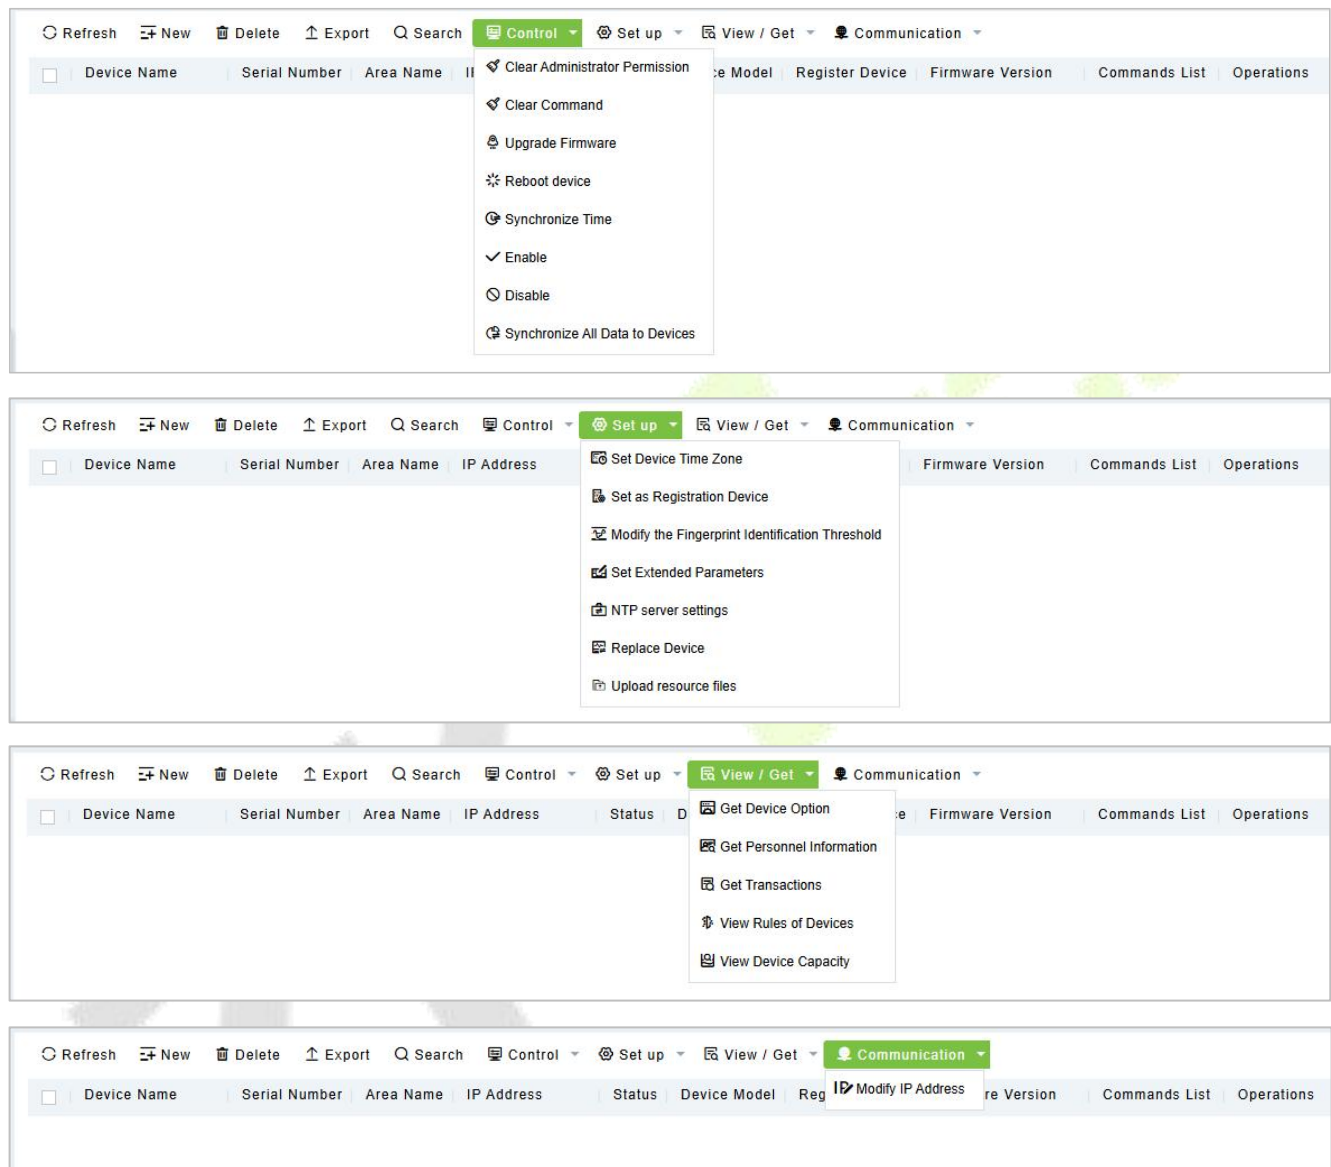 Refresh New Delete Export Search Control Set up View / Get Communication
Device Name Serial Number Area Name Model Register Device Firmware Version Commands List Operations
Clear Administrator Permission
Clear Command
Upgrade Firmware
Reboot device
Synchronize Time
Enable
Disable
Synchronize All Data to Devices
Refresh New Delete Export Search Control Set up View / Get Communication
Device Name Serial Number Area Name IP Address Firmware Version Commands List Operations
Set Device Time Zone
Set as Registration Device
Modify the Fingerprint Identification Threshold
Set Extended Parameters
NTP server settings
Replace Device
Upload resource files
Refresh New Delete Export Search Control Set up View / Get Communication
Device Name Serial Number Area Name IP Address Status D Firmware Version Commands List Operations
Get Device Option
Get Personnel Information
Get Transactions
View Rules of Devices
View Device Capacity
Refresh New Delete Export Search Control Set up View / Get Communication
Device Name Serial Number Area Name IP Address Status Device Model Reg re Version Commands List Operations
Modify IP Address